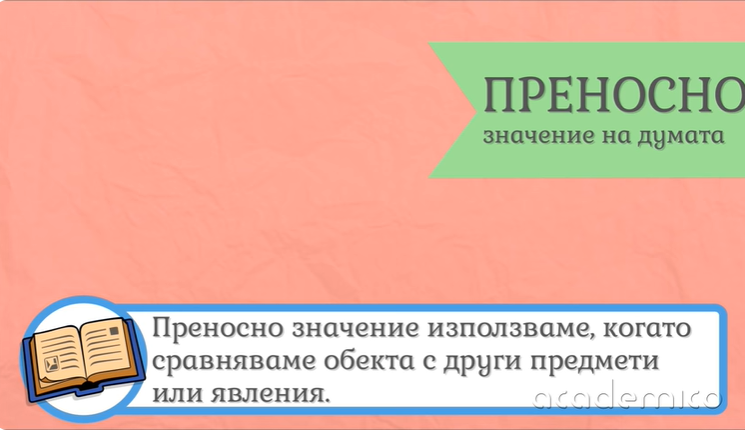 ПРЕНОСНО
значение на думата
Преносно значение използваме, когато
сравняваме обекта с други предмети
или явления.
academico